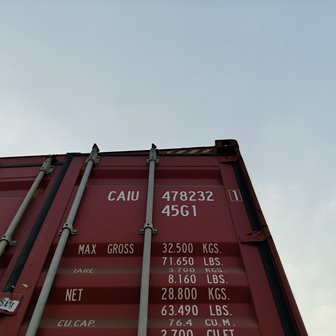 CAIU 478232 1
45G1
MAX GROSS 32.500 KGS.
71.650 LBS.
TARE 3.700 KGS.
8.160 LBS.
NET 28.800 KGS.
63.490 LBS.
CU.CAP. 76.4 CU.M.
2.700 CU.FT.